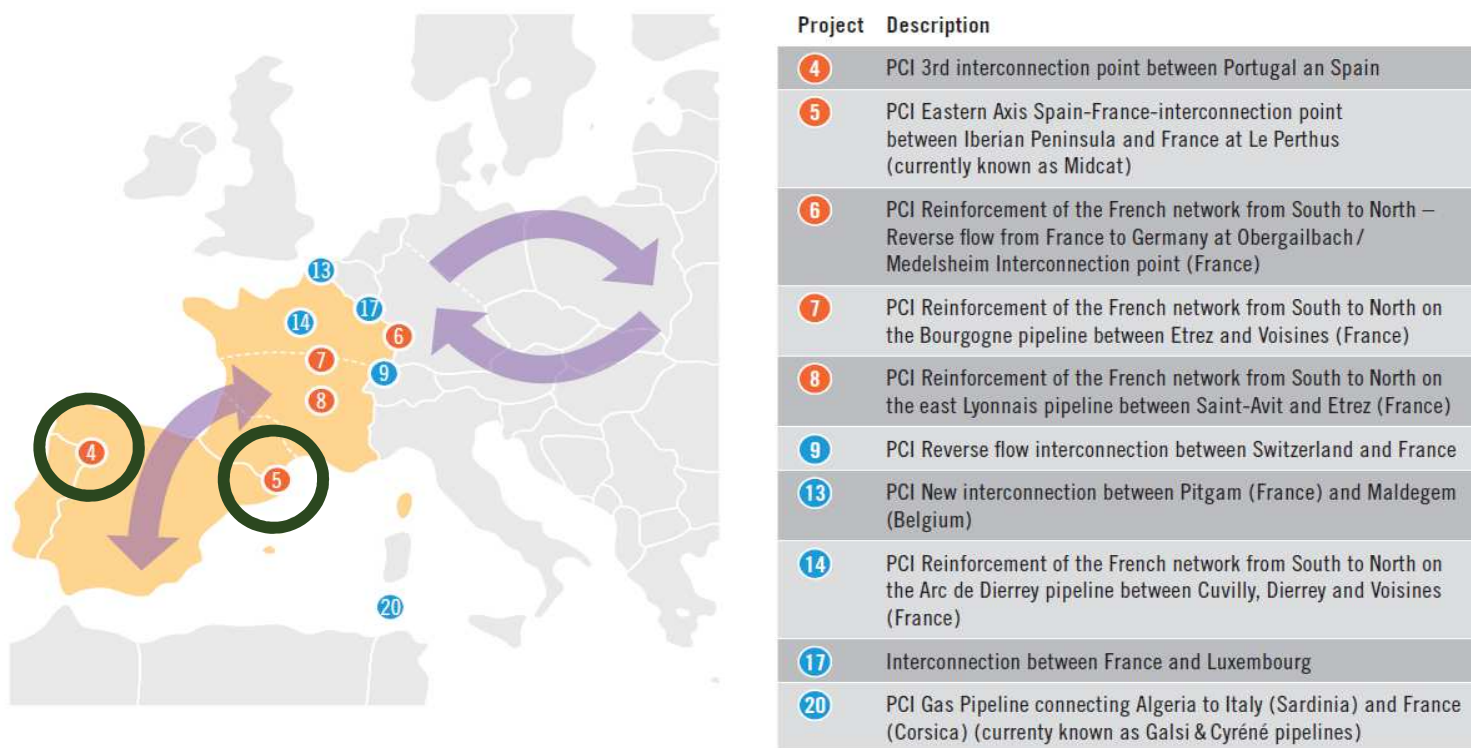 13
17
14
6
7
9
8
4
5
20
Project Description
4 PCI 3rd interconnection point between Portugal an Spain
5 PCI Eastern Axis Spain-France-interconnection point
between Iberian Peninsula and France at Le Perthus
(currently known as Midcat)
6 PCI Reinforcement of the French network from South to North –
Reverse flow from France to Germany at Obergailbach /
Medelsheim Interconnection point (France)
7 PCI Reinforcement of the French network from South to North on
the Bourgogne pipeline between Etrez and Voisines (France)
8 PCI Reinforcement of the French network from South to North on
the east Lyonnais pipeline between Saint-Avit and Etrez (France)
9 PCI Reverse flow interconnection between Switzerland and France
13 PCI New interconnection between Pitgam (France) and Maldegem
(Belgium)
14 PCI Reinforcement of the French network from South to North on
the Arc de Dierrey pipeline between Cuvilly, Dierrey and Voisines
(France)
17 Interconnection between France and Luxembourg
20 PCI Gas Pipeline connecting Algeria to Italy (Sardinia) and France
(Corsica) (currenty known as Galsi & Cyréné pipelines)